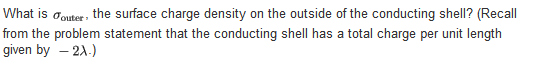 What is σouter, the surface charge density on the outside of the conducting shell? (Recall
from the problem statement that the conducting shell has a total charge per unit length
given by − 2λ.)